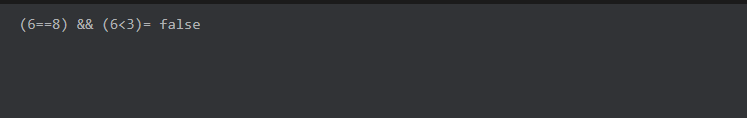 (6==8) && (6<3)= false